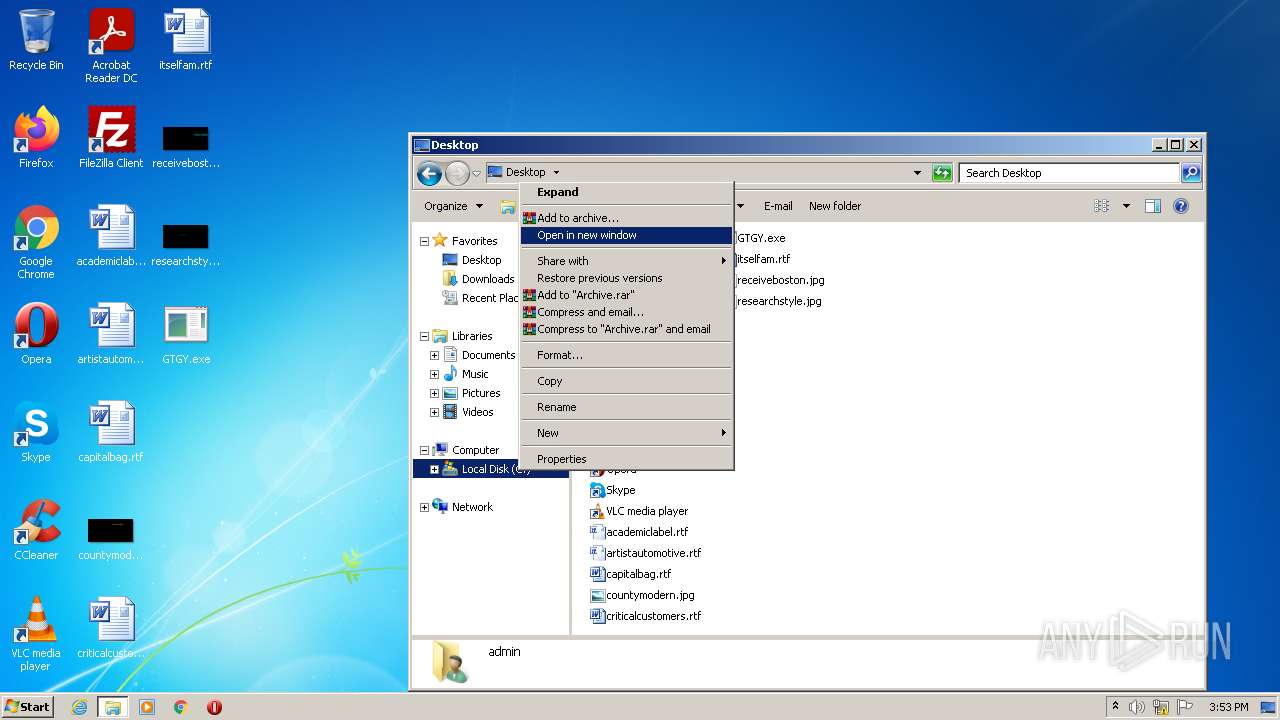 Recycle Bin
Acrobat
Reader DC
itselfam.rtf
Firefox
FileZilla Client
receivebost...
Google
Chrome
academiclab...
researchsty...
Opera
artistautom...
GTGY.exe
Skype
capitalbag.rtf
CCleaner
countymod...
VLC media
player
criticalcusto...
Desktop
Desktop
Search Desktop
Organize
E-mail
New folder
Favorites
Desktop
Downloads
Recent Plac
Libraries
Documents
Music
Pictures
Videos
Computer
Local Disk (C:)
Network
Expand
Add to archive...
Open in new window
Share with
Restore previous versions
Add to "Archive.rar"
Compress and email...
Compress to "Archive.rar" and email
Format...
Copy
Rename
New
Properties
GTGY.exe
itselfam.rtf
receiveboston.jpg
researchstyle.jpg
Opera
Skype
VLC media player
academiclabel.rtf
artistautomotive.rtf
capitalbag.rtf
countymodern.jpg
criticalcustomers.rtf
admin
ANY RUN
Start
3:53 PM